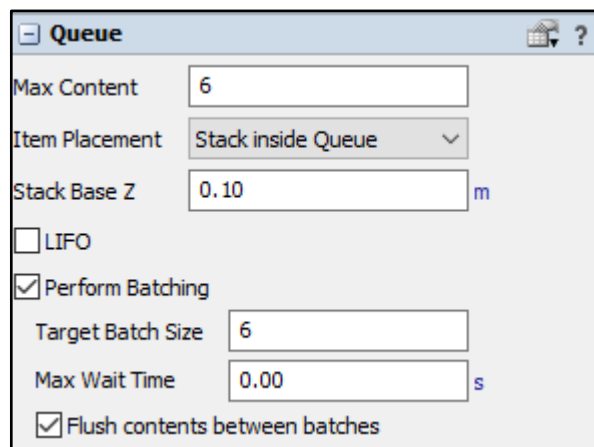 Queue ?
Max Content 6
Item Placement Stack inside Queue
Stack Base Z 0.10 m
LIFO
Perform Batching
Target Batch Size 6
Max Wait Time 0.00 s
Flush contents between batches